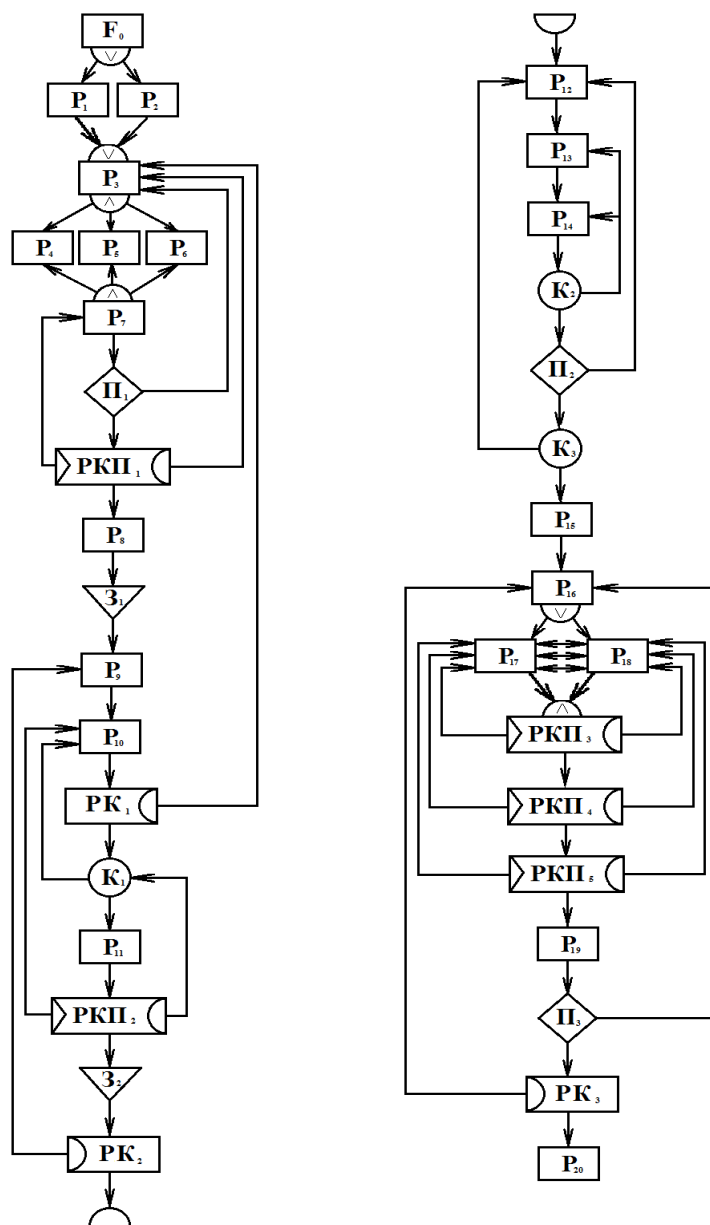 F₀
∨
P₁ P₂
∨
P₃
∧
P₄ P₅ P₆
∧
P₇
П₁
РКП₁
P₈
З₁
P₉
P₁₀
РК₁
К₁
P₁₁
РКП₂
З₂
РК₂
P₁₂
P₁₃
P₁₄
К₂
П₂
К₃
P₁₅
P₁₆
∨
P₁₇ P₁₈
∧
РКП₃
РКП₄
РКП₅
P₁₉
П₃
РК₃
P₂₀